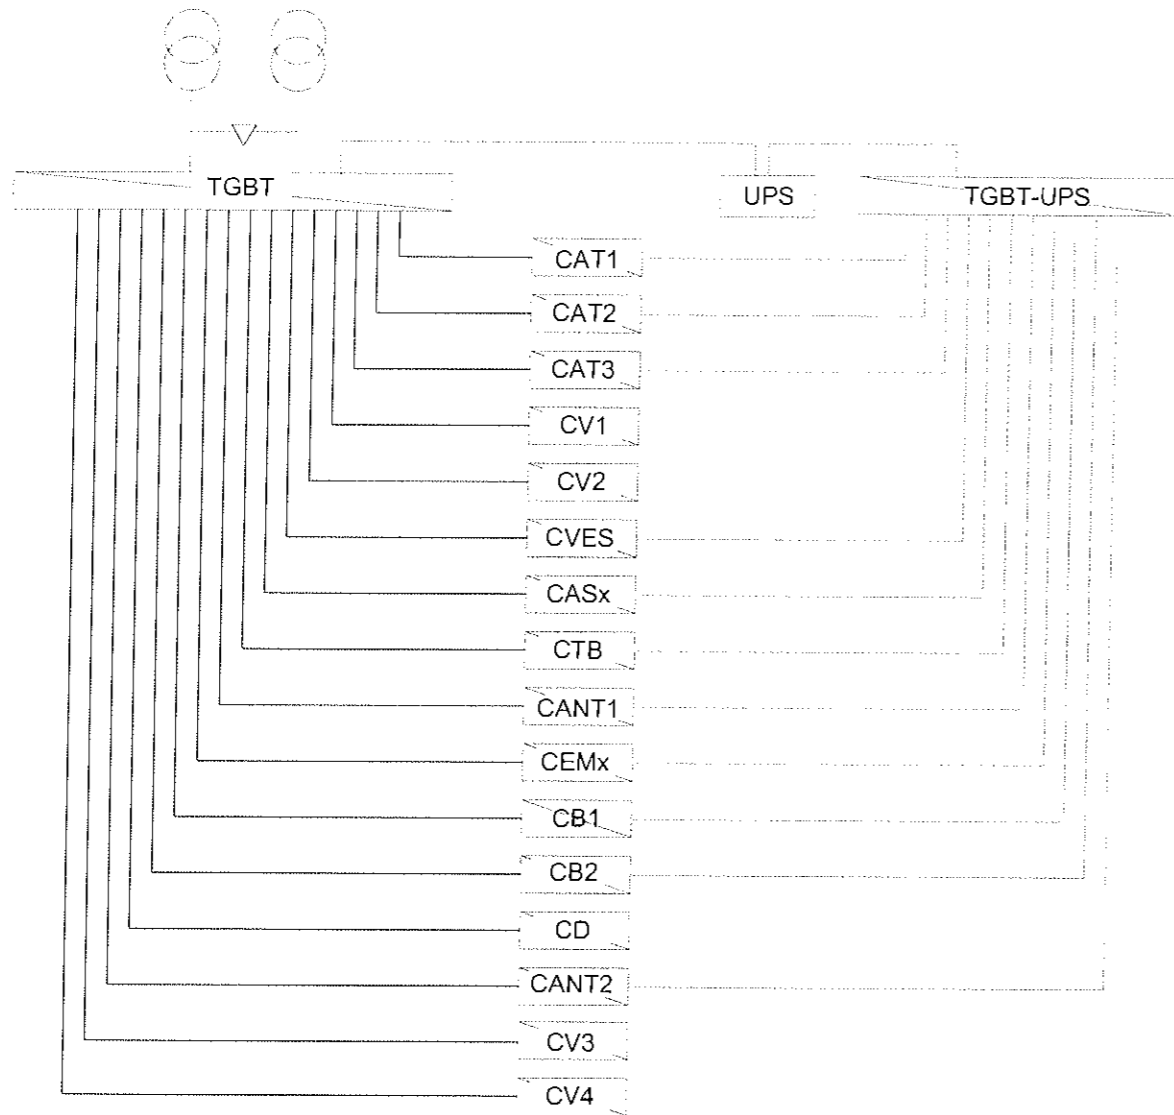 TGBT
UPS
TGBT-UPS
CAT1
CAT2
CAT3
CV1
CV2
CVES
CASx
CTB
CANT1
CEMx
CB1
CB2
CD
CANT2
CV3
CV4